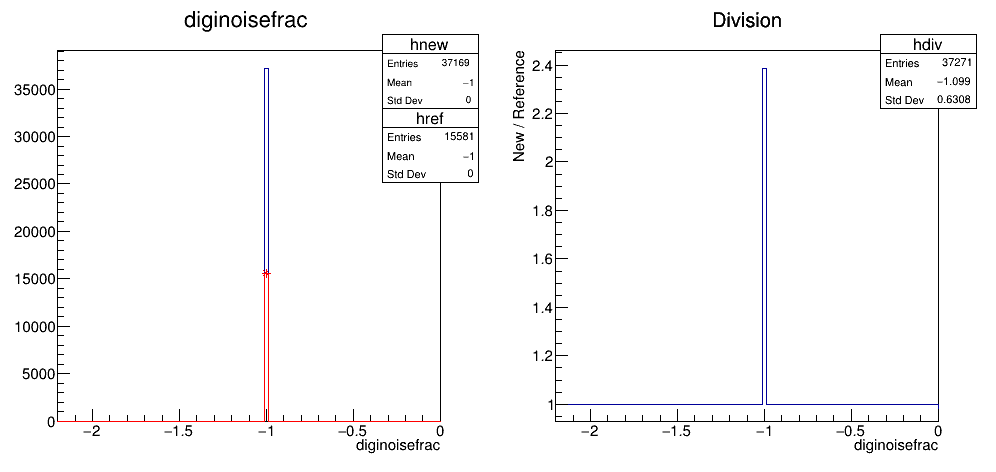 diginoisefrac
hnew
Entries 37169
Mean −1
Std Dev 0
href
Entries 15581
Mean −1
Std Dev 0
35000
30000
25000
20000
15000
10000
5000
0
−2 −1.5 −1 −0.5 0
diginoisefrac
Division
hdiv
Entries 37271
Mean −1.099
Std Dev 0.6308
New / Reference
2.4
2.2
2
1.8
1.6
1.4
1.2
1
−2 −1.5 −1 −0.5 0
diginoisefrac